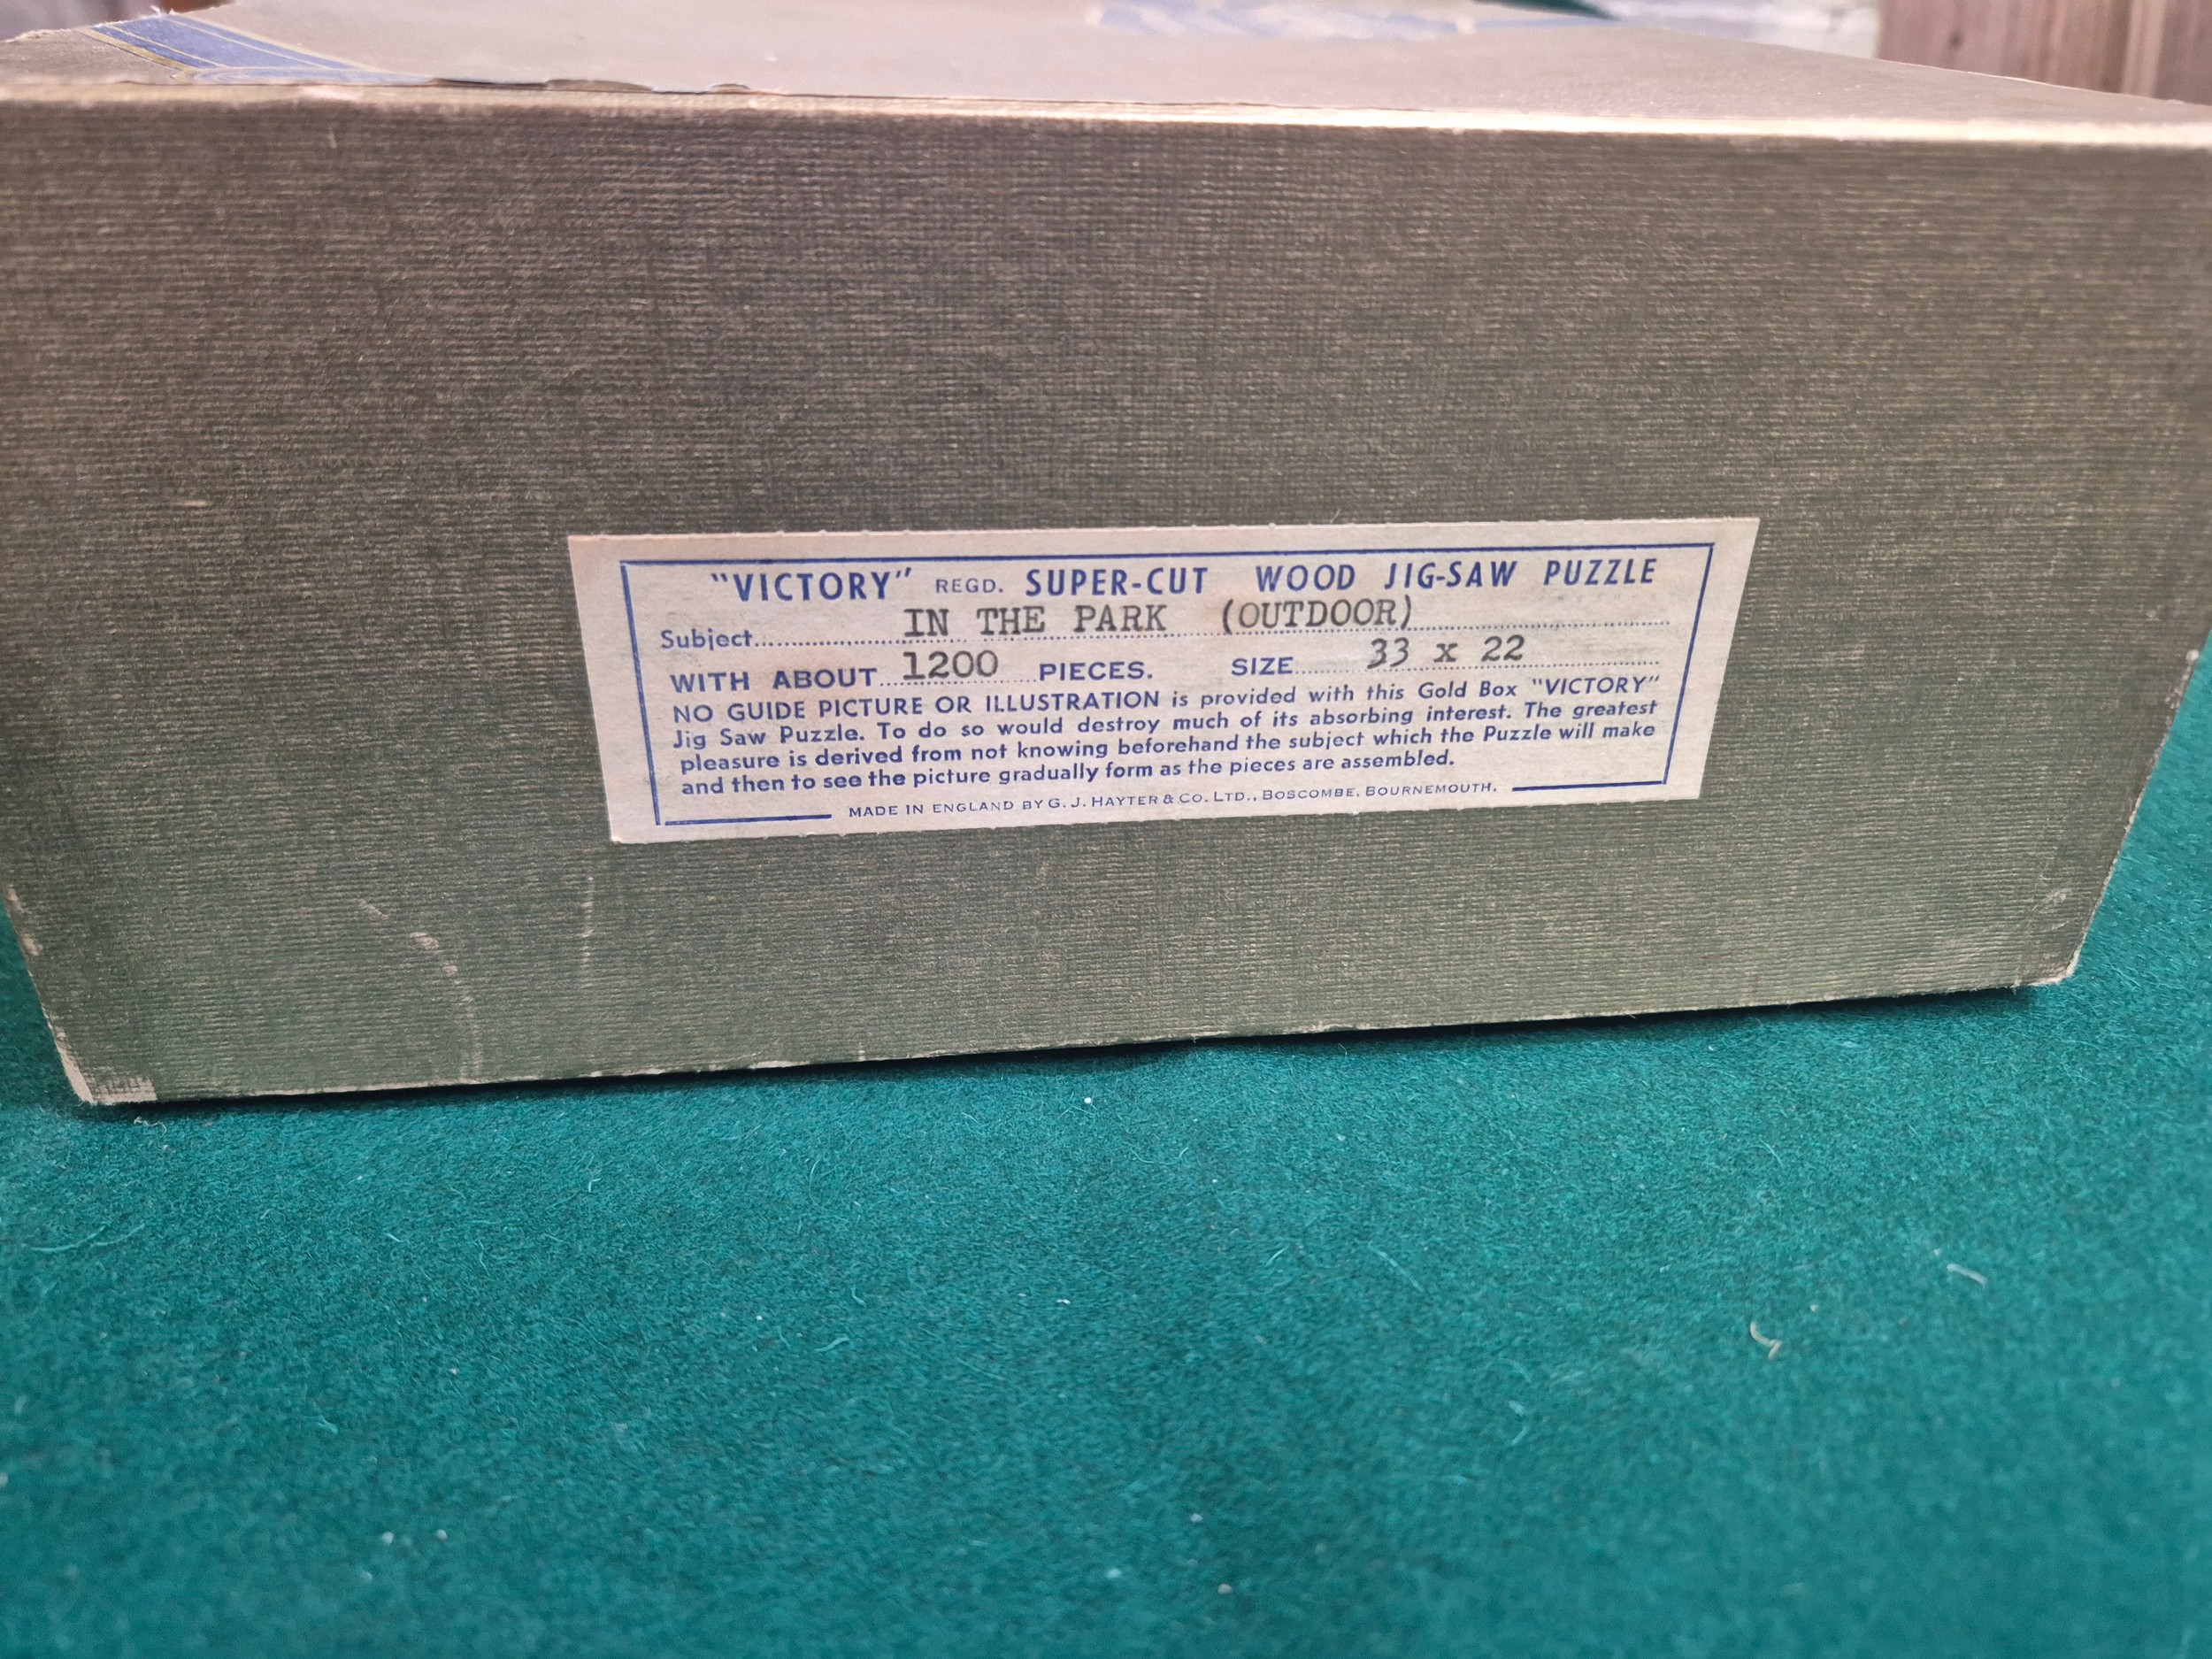 "VICTORY" REGD. SUPER-CUT WOOD JIG-SAW PUZZLE
Subject.......... IN THE PARK (OUTDOOR)..........
WITH ABOUT... 1200 ....PIECES. SIZE...... 33 x 22 ..........
NO GUIDE PICTURE OR ILLUSTRATION is provided with this Gold Box "VICTORY"
Jig Saw Puzzle. To do so would destroy much of its absorbing interest. The greatest
pleasure is derived from not knowing beforehand the subject which the Puzzle will make
and then to see the picture gradually form as the pieces are assembled.
MADE IN ENGLAND BY G. J. HAYTER & CO. LTD., BOSCOMBE, BOURNEMOUTH.